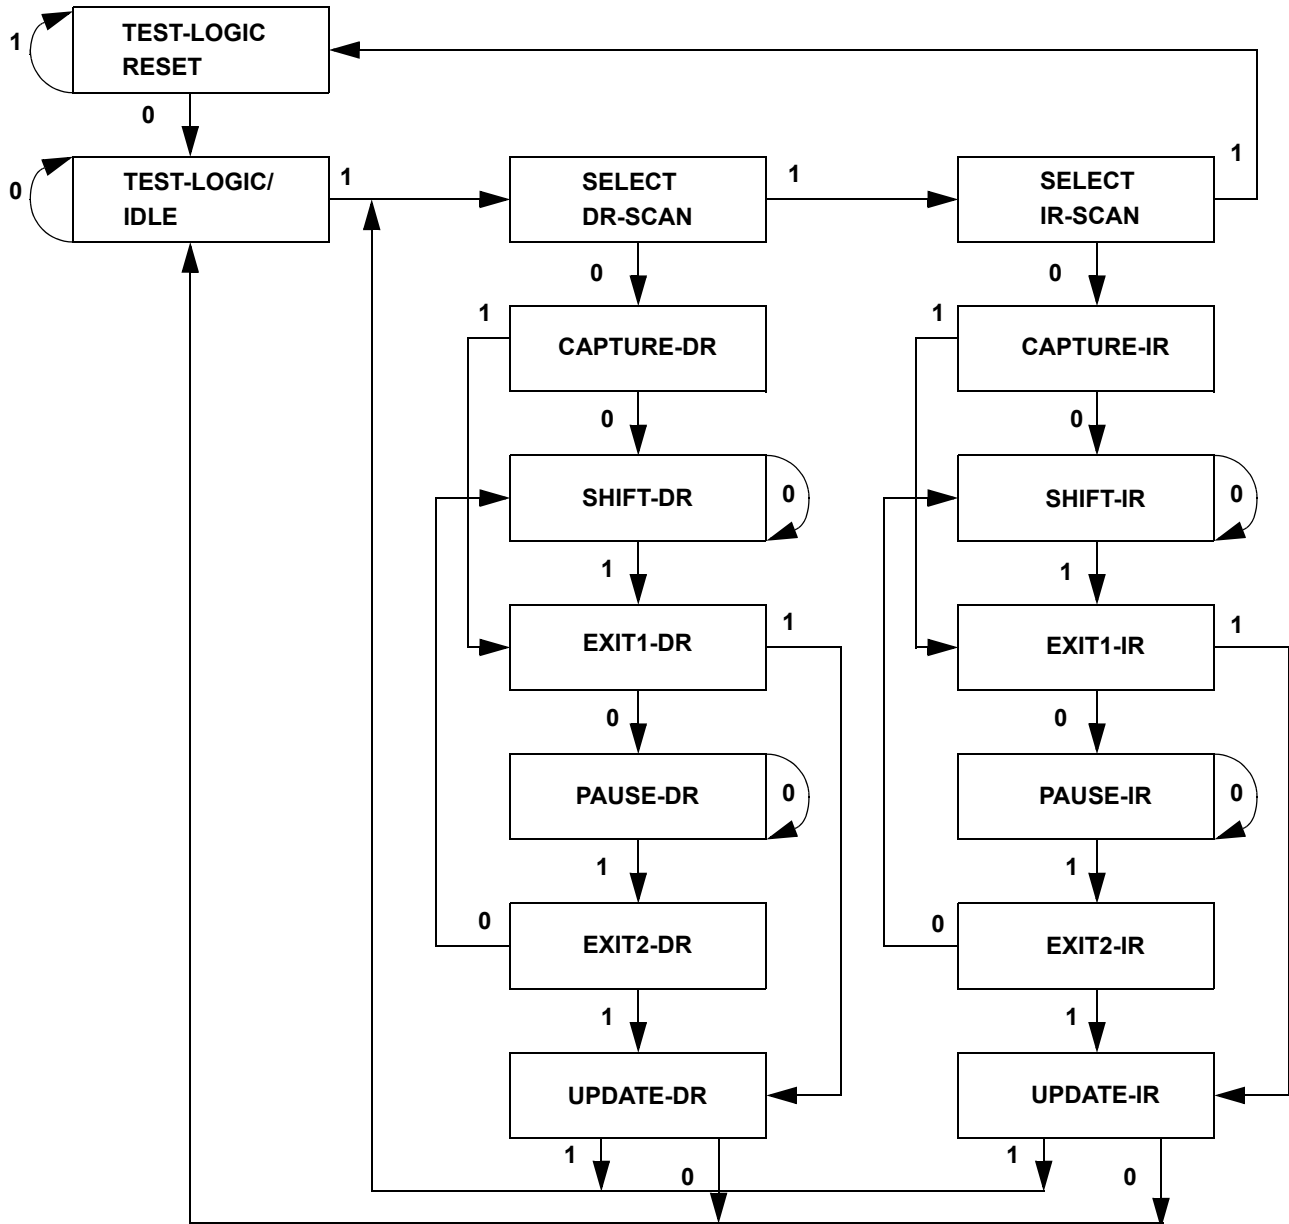 TEST-LOGIC
RESET
1
0
TEST-LOGIC/
IDLE
0
1
SELECT
DR-SCAN
1
SELECT
IR-SCAN
1
0
0
1
CAPTURE-DR
1
CAPTURE-IR
0
0
SHIFT-DR
0
SHIFT-IR
0
1
1
EXIT1-DR
1
EXIT1-IR
1
0
0
PAUSE-DR
0
PAUSE-IR
0
1
1
0
EXIT2-DR
0
EXIT2-IR
1
1
UPDATE-DR
UPDATE-IR
1
0
1
0